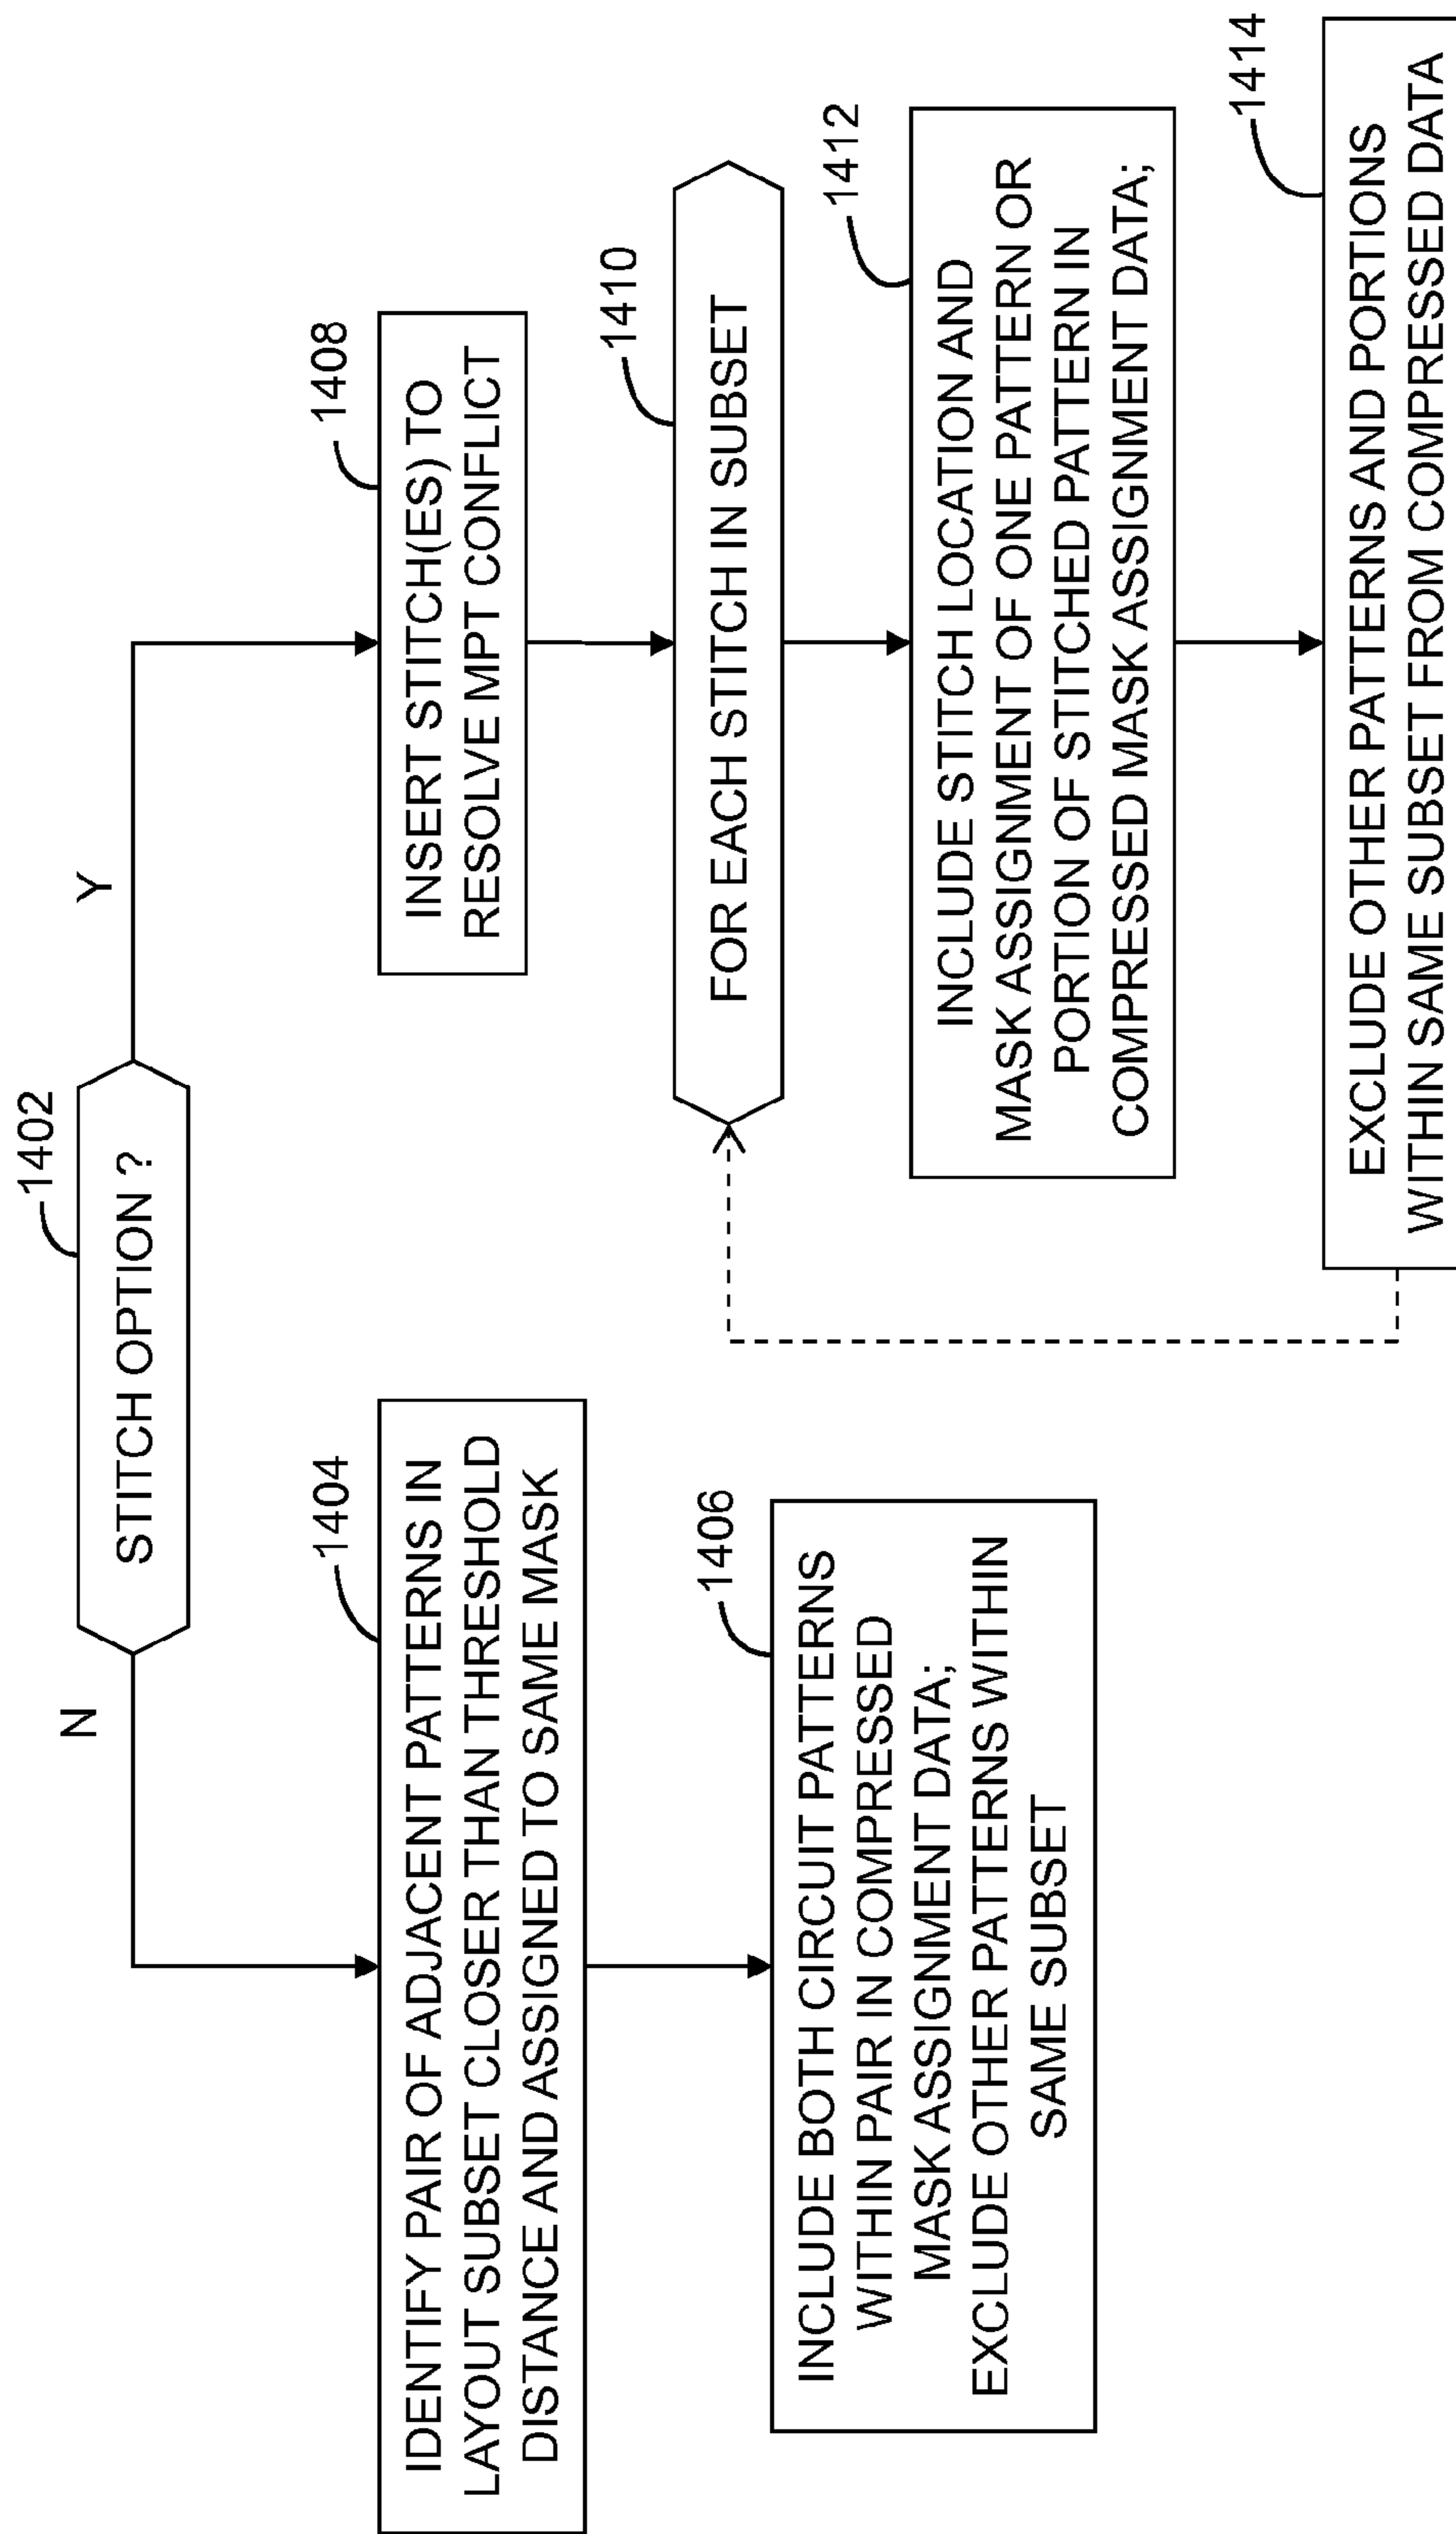 1402
STITCH OPTION ?
N
Y
1404
IDENTIFY PAIR OF ADJACENT PATTERNS IN
LAYOUT SUBSET CLOSER THAN THRESHOLD
DISTANCE AND ASSIGNED TO SAME MASK
1406
INCLUDE BOTH CIRCUIT PATTERNS
WITHIN PAIR IN COMPRESSED
MASK ASSIGNMENT DATA;
EXCLUDE OTHER PATTERNS WITHIN
SAME SUBSET
1408
INSERT STITCH(ES) TO
RESOLVE MPT CONFLICT
1410
FOR EACH STITCH IN SUBSET
1412
INCLUDE STITCH LOCATION AND
MASK ASSIGNMENT OF ONE PATTERN OR
PORTION OF STITCHED PATTERN IN
COMPRESSED MASK ASSIGNMENT DATA;
1414
EXCLUDE OTHER PATTERNS AND PORTIONS
WITHIN SAME SUBSET FROM COMPRESSED DATA